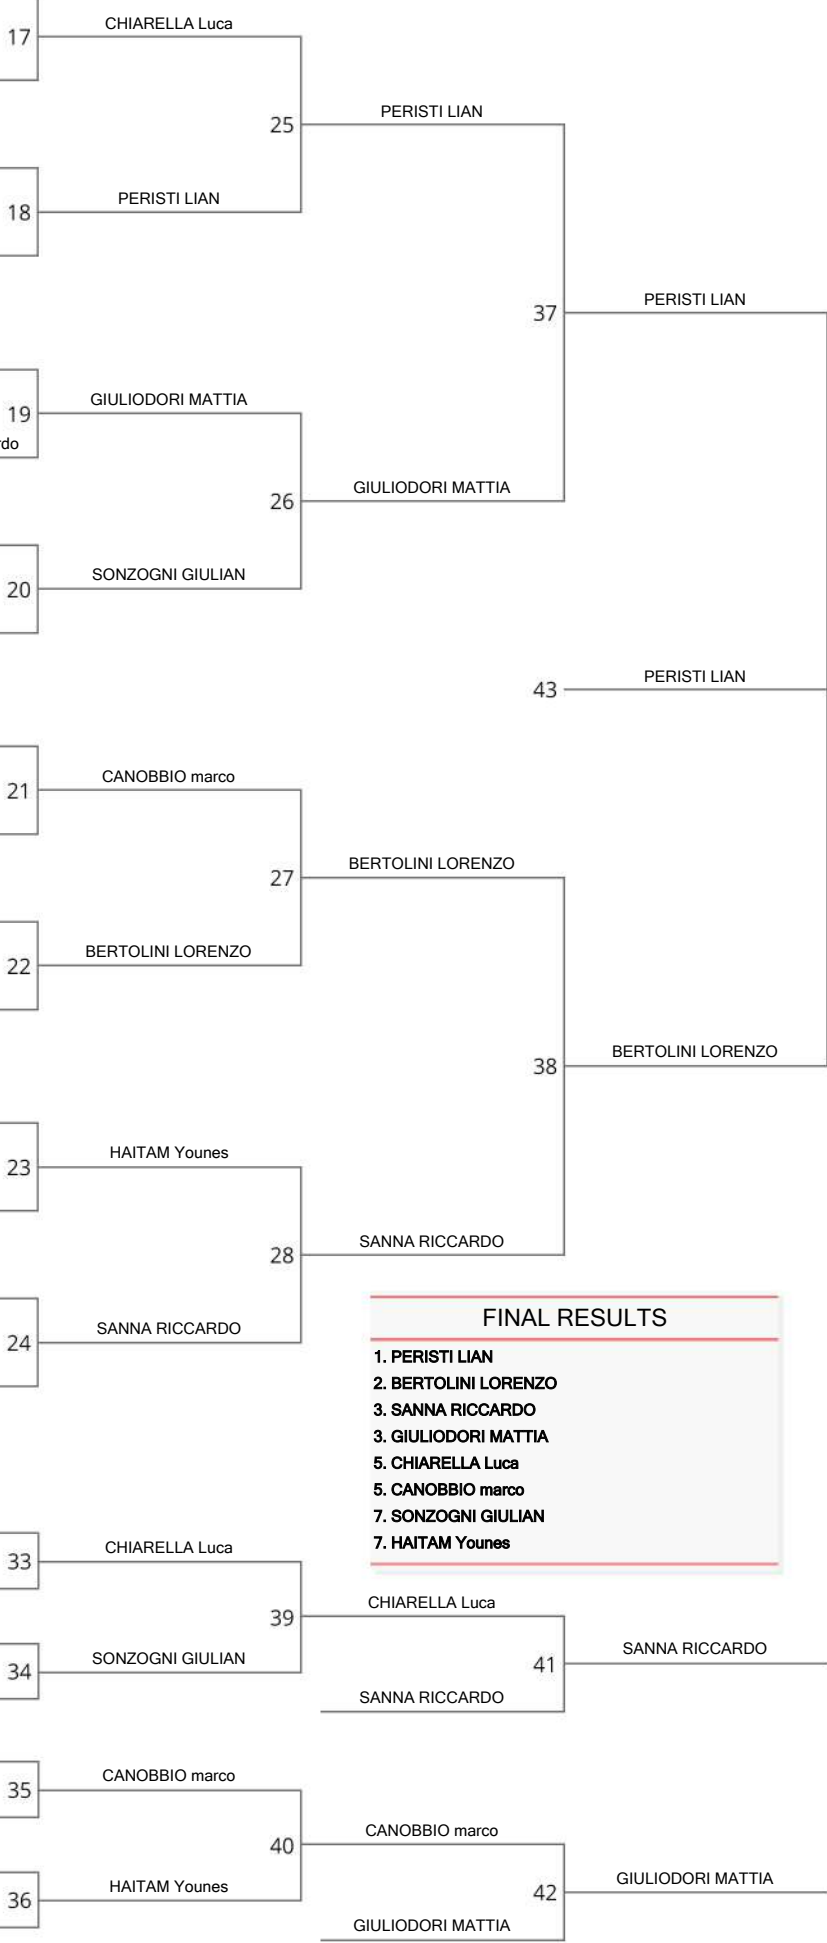 CHIARELLA Luca
17
PERISTI LIAN
25
PERISTI LIAN
18
PERISTI LIAN
37
GIULIODORI MATTIA
19
rdo
GIULIODORI MATTIA
26
SONZOGNI GIULIAN
20
PERISTI LIAN
43
CANOBBIO marco
21
BERTOLINI LORENZO
27
BERTOLINI LORENZO
22
BERTOLINI LORENZO
38
HAITAM Younes
23
SANNA RICCARDO
28
SANNA RICCARDO
24
FINAL RESULTS
1. PERISTI LIAN
2. BERTOLINI LORENZO
3. SANNA RICCARDO
3. GIULIODORI MATTIA
5. CHIARELLA Luca
5. CANOBBIO marco
7. SONZOGNI GIULIAN
7. HAITAM Younes
CHIARELLA Luca
33
CHIARELLA Luca
39
SONZOGNI GIULIAN
34
SANNA RICCARDO
41
SANNA RICCARDO
CANOBBIO marco
35
CANOBBIO marco
40
HAITAM Younes
36
GIULIODORI MATTIA
42
GIULIODORI MATTIA